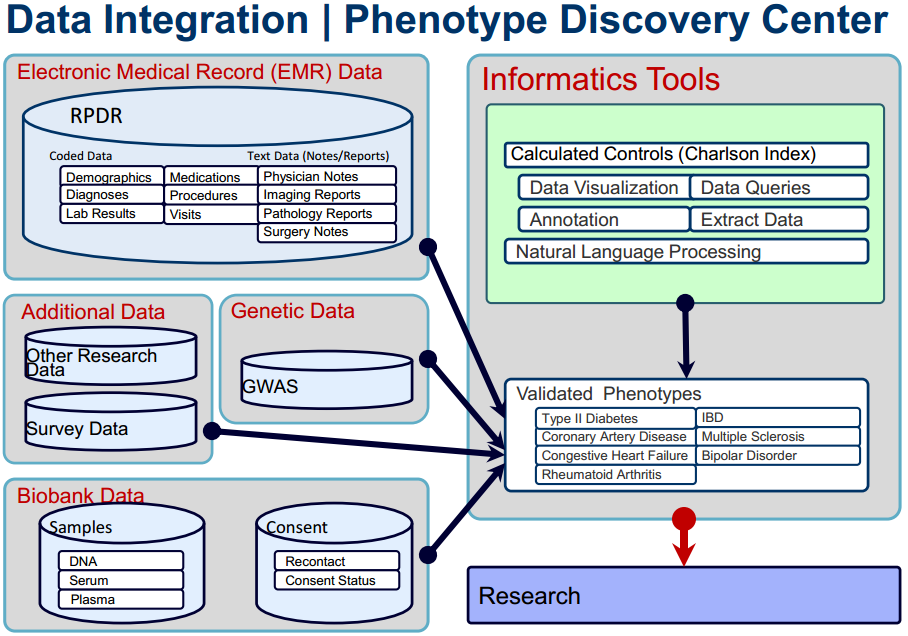 Data Integration | Phenotype Discovery Center
Electronic Medical Record (EMR) Data
RPDR
Coded Data
Text Data (Notes/Reports)
Demographics
Medications
Physician Notes
Diagnoses
Procedures
Imaging Reports
Lab Results
Visits
Pathology Reports
Surgery Notes
Additional Data
Other Research
Data
Survey Data
Genetic Data
GWAS
Biobank Data
Samples
DNA
Serum
Plasma
Consent
Recontact
Consent Status
Informatics Tools
Calculated Controls (Charlson Index)
Data Visualization
Data Queries
Annotation
Extract Data
Natural Language Processing
Validated Phenotypes
Type II Diabetes
IBD
Coronary Artery Disease
Multiple Sclerosis
Congestive Heart Failure
Bipolar Disorder
Rheumatoid Arthritis
Research